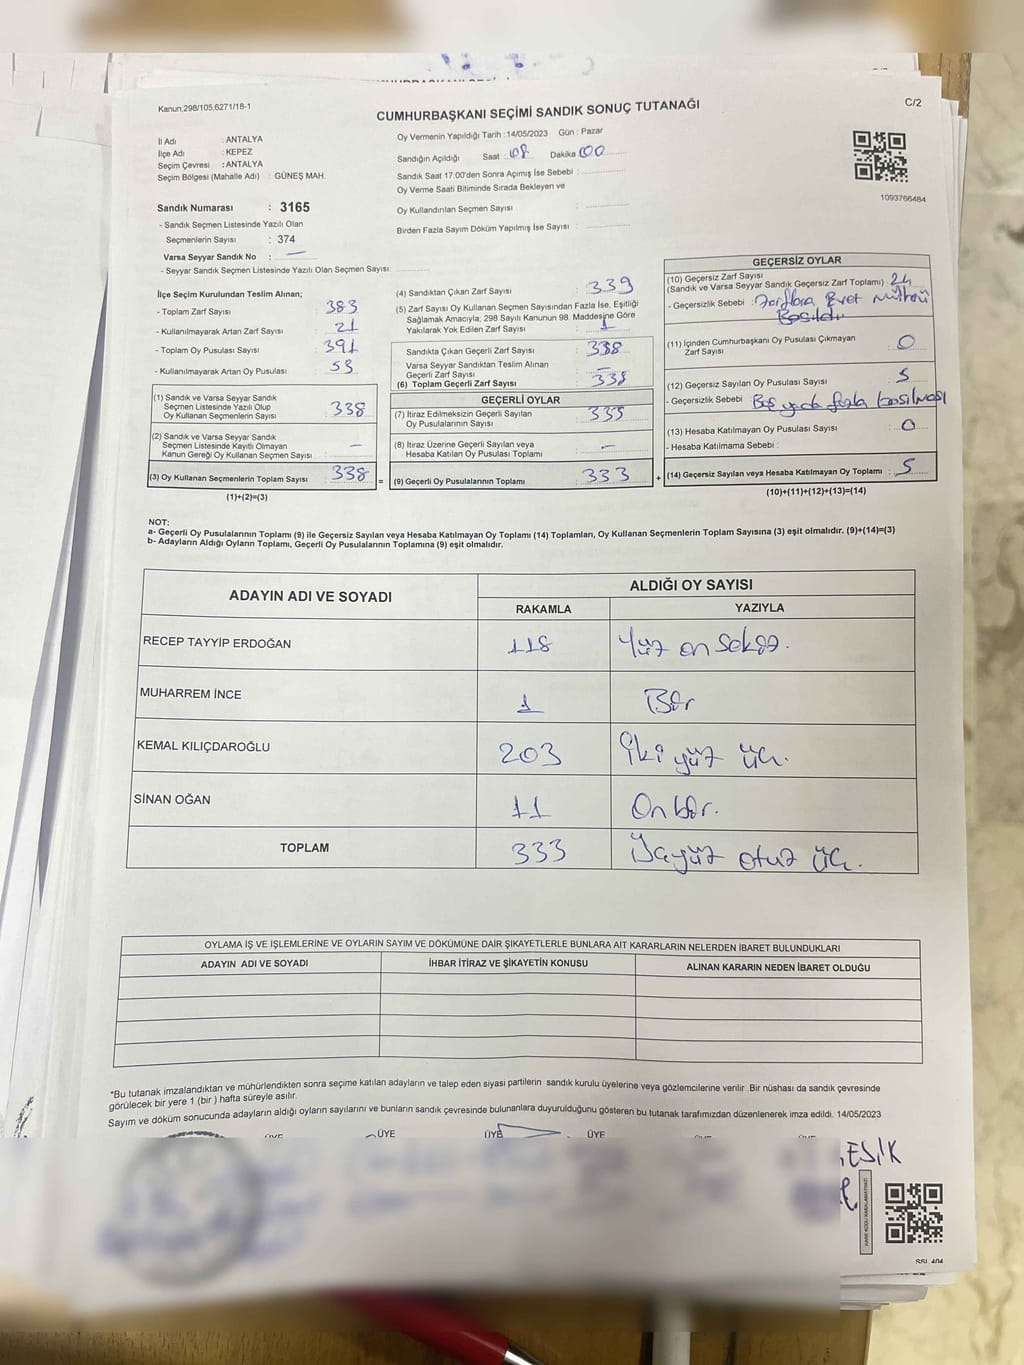 Kanun;298/105,6271/18-1
CUMHURBAŞKANI SEÇİMİ SANDIK SONUÇ TUTANAĞI
C/2
İl Adı : ANTALYA
İlçe Adı : KEPEZ
Seçim Çevresi : ANTALYA
Seçim Bölgesi (Mahalle Adı) : GÜNEŞ MAH.
Sandık Numarası : 3165
- Sandık Seçmen Listesinde Yazılı Olan
Seçmenlerin Sayısı : 374
Varsa Seyyar Sandık No : —
- Seyyar Sandık Seçmen Listesinde Yazılı Olan Seçmen Sayısı:
Oy Vermenin Yapıldığı Tarih :14/05/2023 Gün : Pazar
Sandığın Açıldığı Saat : 08 Dakika 00
Sandık Saat 17:00'den Sonra Açımış İse Sebebi :
Oy Verme Saati Bitiminde Sırada Bekleyen ve
Oy Kullandırılan Seçmen Sayısı :
Birden Fazla Sayım Döküm Yapılmış İse Sayısı :
1093766484
İlçe Seçim Kurulundan Teslim Alınan;
- Toplam Zarf Sayısı : 383
- Kullanılmayarak Artan Zarf Sayısı : 21
- Toplam Oy Pusulası Sayısı : 391
- Kullanılmayarak Artan Oy Pusulası : 53
(1) Sandık ve Varsa Seyyar Sandık
Seçmen Listesinde Yazılı Olup
Oy Kullanan Seçmenlerin Sayısı : 338
(2) Sandık ve Varsa Seyyar Sandık
Seçmen Listesinde Kayıtlı Olmayan
Kanun Gereği Oy Kullanan Seçmen Sayısı : —
(3) Oy Kullanan Seçmenlerin Toplam Sayısı : 338
(1)+(2)=(3)
(4) Sandıktan Çıkan Zarf Sayısı : 339
(5) Zarf Sayısı Oy Kullanan Seçmen Sayısından Fazla İse, Eşitliği
Sağlamak Amacıyla; 298 Sayılı Kanunun 98. Maddesine Göre
Yakılarak Yok Edilen Zarf Sayısı : 1
Sandıkta Çıkan Geçerli Zarf Sayısı : 338
Varsa Seyyar Sandıktan Teslim Alınan
Geçerli Zarf Sayısı : —
(6) Toplam Geçerli Zarf Sayısı : 338
GEÇERLİ OYLAR
(7) İtiraz Edilmeksizin Geçerli Sayılan
Oy Pusulalarının Sayısı : 333
(8) İtiraz Üzerine Geçerli Sayılan veya
Hesaba Katılan Oy Pusulası Toplamı : —
= (9) Geçerli Oy Pusulalarının Toplamı : 333
GEÇERSİZ OYLAR
(10) Geçersiz Zarf Sayısı
(Sandık ve Varsa Seyyar Sandık Geçersiz Zarf Toplamı) : 24
- Geçersizlik Sebebi : Zarflara Evet mührü
Basıldı
(11) İçinden Cumhurbaşkanı Oy Pusulası Çıkmayan
Zarf Sayısı : 0
(12) Geçersiz Sayılan Oy Pusulası Sayısı : 5
- Geçersizlik Sebebi : Boş yada fazla basılması
(13) Hesaba Katılmayan Oy Pusulası Sayısı : 0
- Hesaba Katılmama Sebebi :
+ (14) Geçersiz Sayılan veya Hesaba Katılmayan Oy Toplamı : 5
(10)+(11)+(12)+(13)=(14)
NOT:
a- Geçerli Oy Pusulalarının Toplamı (9) ile Geçersiz Sayılan veya Hesaba Katılmayan Oy Toplamı (14) Toplamları, Oy Kullanan Seçmenlerin Toplam Sayısına (3) eşit olmalıdır. (9)+(14)=(3)
b- Adayların Aldığı Oyların Toplamı, Geçerli Oy Pusulalarının Toplamına (9) eşit olmalıdır.
ADAYIN ADI VE SOYADI
ALDIĞI OY SAYISI
RAKAMLA YAZIYLA
RECEP TAYYİP ERDOĞAN 118 Yüz on sekiz.
MUHARREM İNCE 1 Bir
KEMAL KILIÇDAROĞLU 203 İki yüz üç.
SİNAN OĞAN 11 On bir.
TOPLAM 333 Üçyüz otuz üç.
OYLAMA İŞ VE İŞLEMLERİNE VE OYLARIN SAYIM VE DÖKÜMÜNE DAİR ŞİKAYETLERLE BUNLARA AİT KARARLARIN NELERDEN İBARET BULUNDUKLARI
ADAYIN ADI VE SOYADI İHBAR İTİRAZ VE ŞİKAYETİN KONUSU ALINAN KARARIN NEDEN İBARET OLDUĞU
*Bu tutanak imzalandıktan ve mühürlendikten sonra seçime katılan adayların ve talep eden siyasi partilerin sandık kurulu üyelerine veya gözlemcilerine verilir .Bir nüshası da sandık çevresinde
görülecek bir yere 1 (bir ) hafta süreyle asılır.
Sayım ve döküm sonucunda adayların aldığı oyların sayılarını ve bunların sandık çevresinde bulunanlara duyurulduğunu gösteren bu tutanak tarafımızdan düzenlenerek imza edildi. 14/05/2023
ÜYE ÜYE ÜYE ÜYE
ESİK